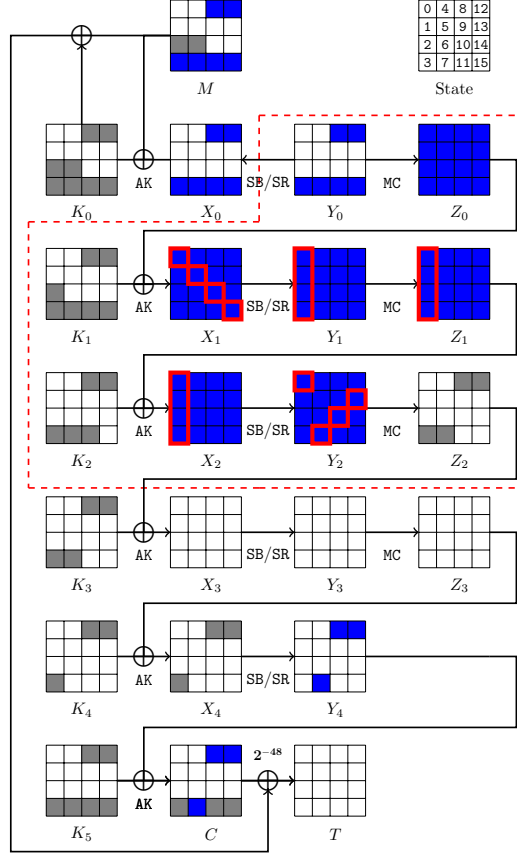 0 4 8 12
1 5 9 13
2 6 10 14
3 7 11 15
M State
K₀ AK X₀ SB/SR Y₀ MC Z₀
K₁ AK X₁ SB/SR Y₁ MC Z₁
K₂ AK X₂ SB/SR Y₂ MC Z₂
K₃ AK X₃ SB/SR Y₃ MC Z₃
K₄ AK X₄ SB/SR Y₄
2⁻⁴⁸
K₅ AK C T